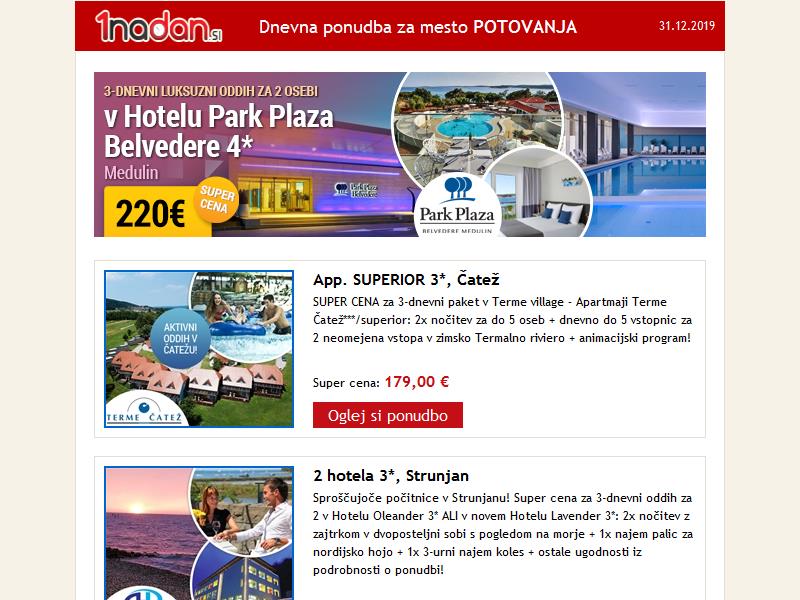 1nadan.si
Dnevna ponudba za mesto POTOVANJA
31.12.2019
3-DNEVNI LUKSUZNI ODDIH ZA 2 OSEBI
v Hotelu Park Plaza
Belvedere 4*
Medulin
220€
SUPER
CENA
Park Plaza
Belvedere
Park Plaza
BELVEDERE MEDULIN
App. SUPERIOR 3*, Čatež
SUPER CENA za 3-dnevni paket v Terme village - Apartmaji Terme
Čatež***/superior: 2x nočitev za do 5 oseb + dnevno do 5 vstopnic za
2 neomejena vstopa v zimsko Termalno riviero + animacijski program!
AKTIVNI
ODDIH V
ČATEŽU!
TERME ČATEŽ
Super cena: 179,00 €
Oglej si ponudbo
2 hotela 3*, Strunjan
Sproščujoče počitnice v Strunjanu! Super cena za 3-dnevni oddih za
2 v Hotelu Oleander 3* ALI v novem Hotelu Lavender 3*: 2x nočitev z
zajtrkom v dvoposteljni sobi s pogledom na morje + 1x najem palic za
nordijsko hojo + 1x 3-urni najem koles + ostale ugodnosti iz
podrobnosti o ponudbi!